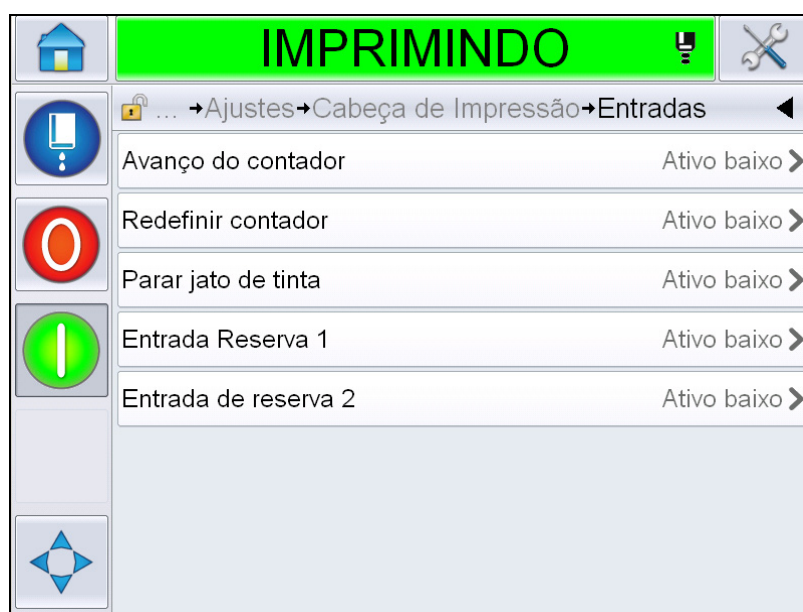 IMPRIMINDO
... →Ajustes→Cabeça de Impressão→Entradas
Avanço do contador Ativo baixo
Redefinir contador Ativo baixo
Parar jato de tinta Ativo baixo
Entrada Reserva 1 Ativo baixo
Entrada de reserva 2 Ativo baixo